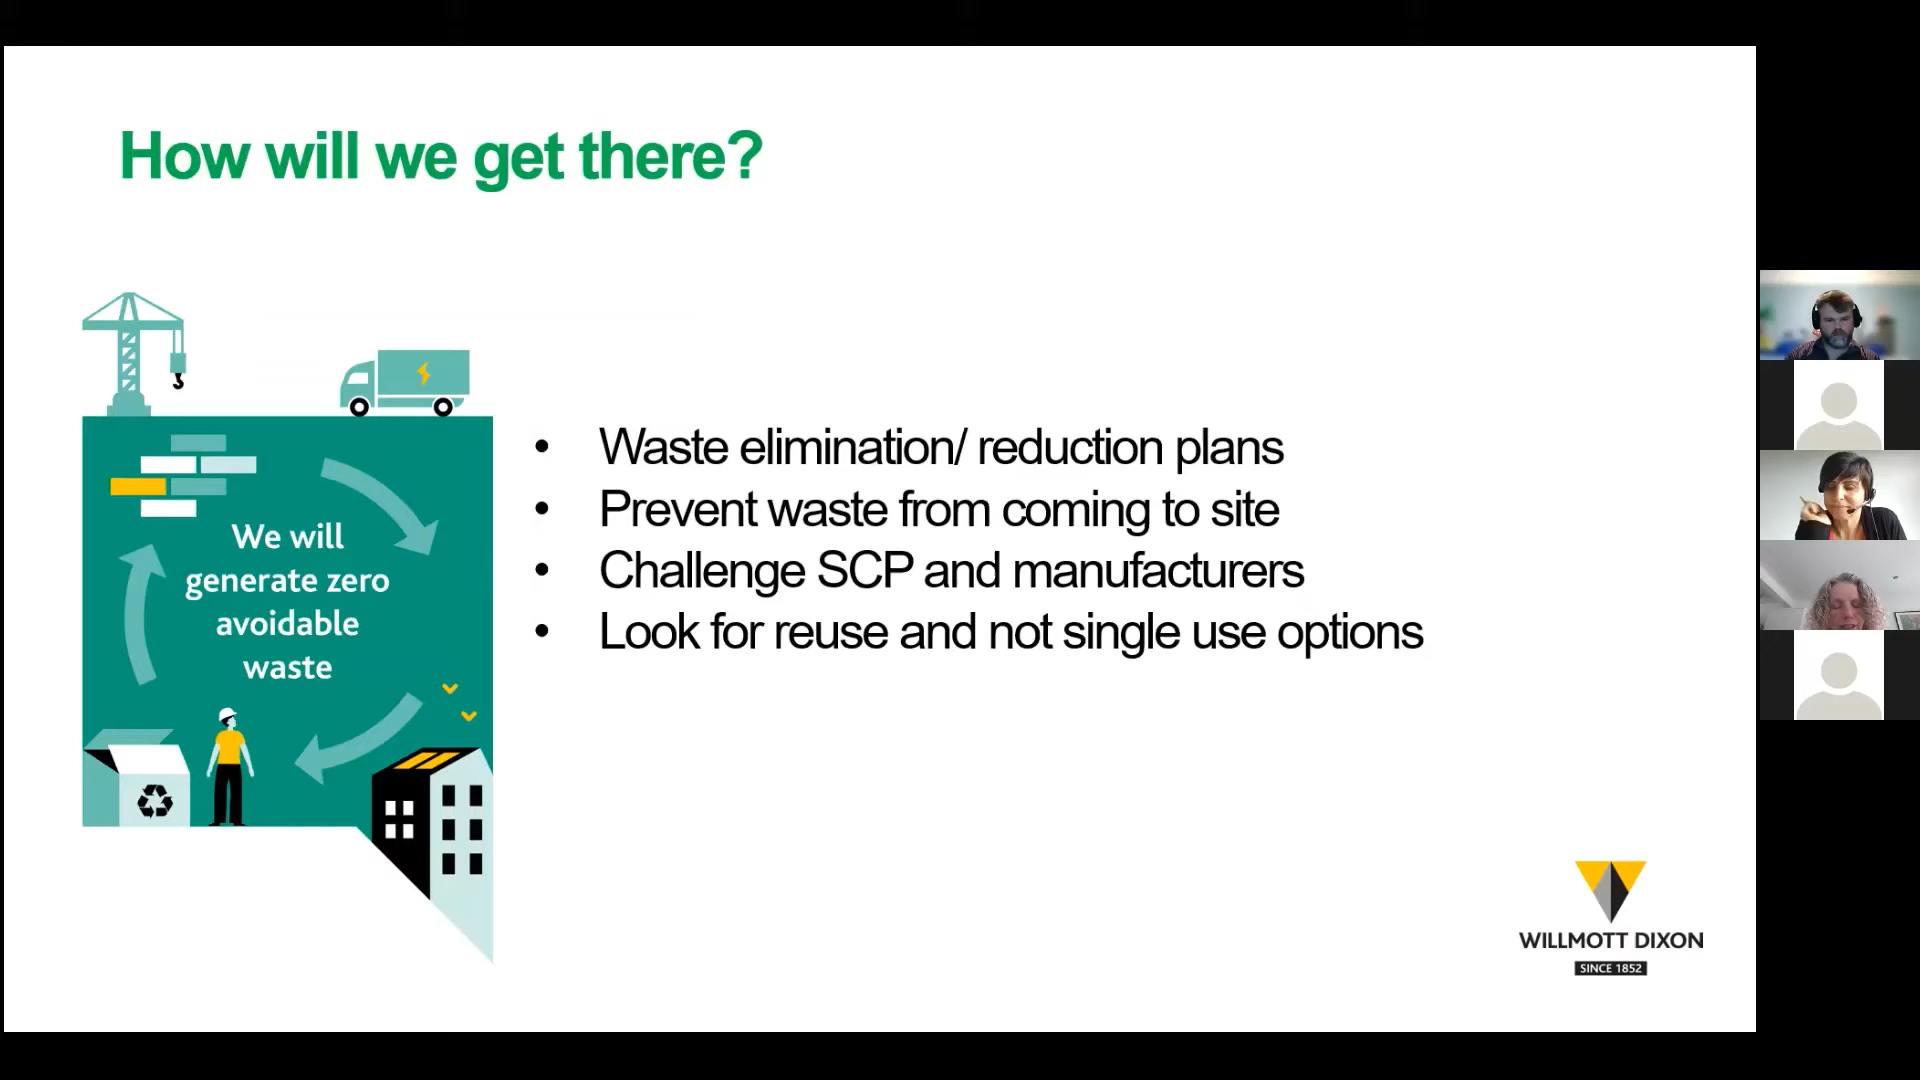 How will we get there?
We will
generate zero
avoidable
waste
• Waste elimination/ reduction plans
• Prevent waste from coming to site
• Challenge SCP and manufacturers
• Look for reuse and not single use options
WILLMOTT DIXON
SINCE 1852